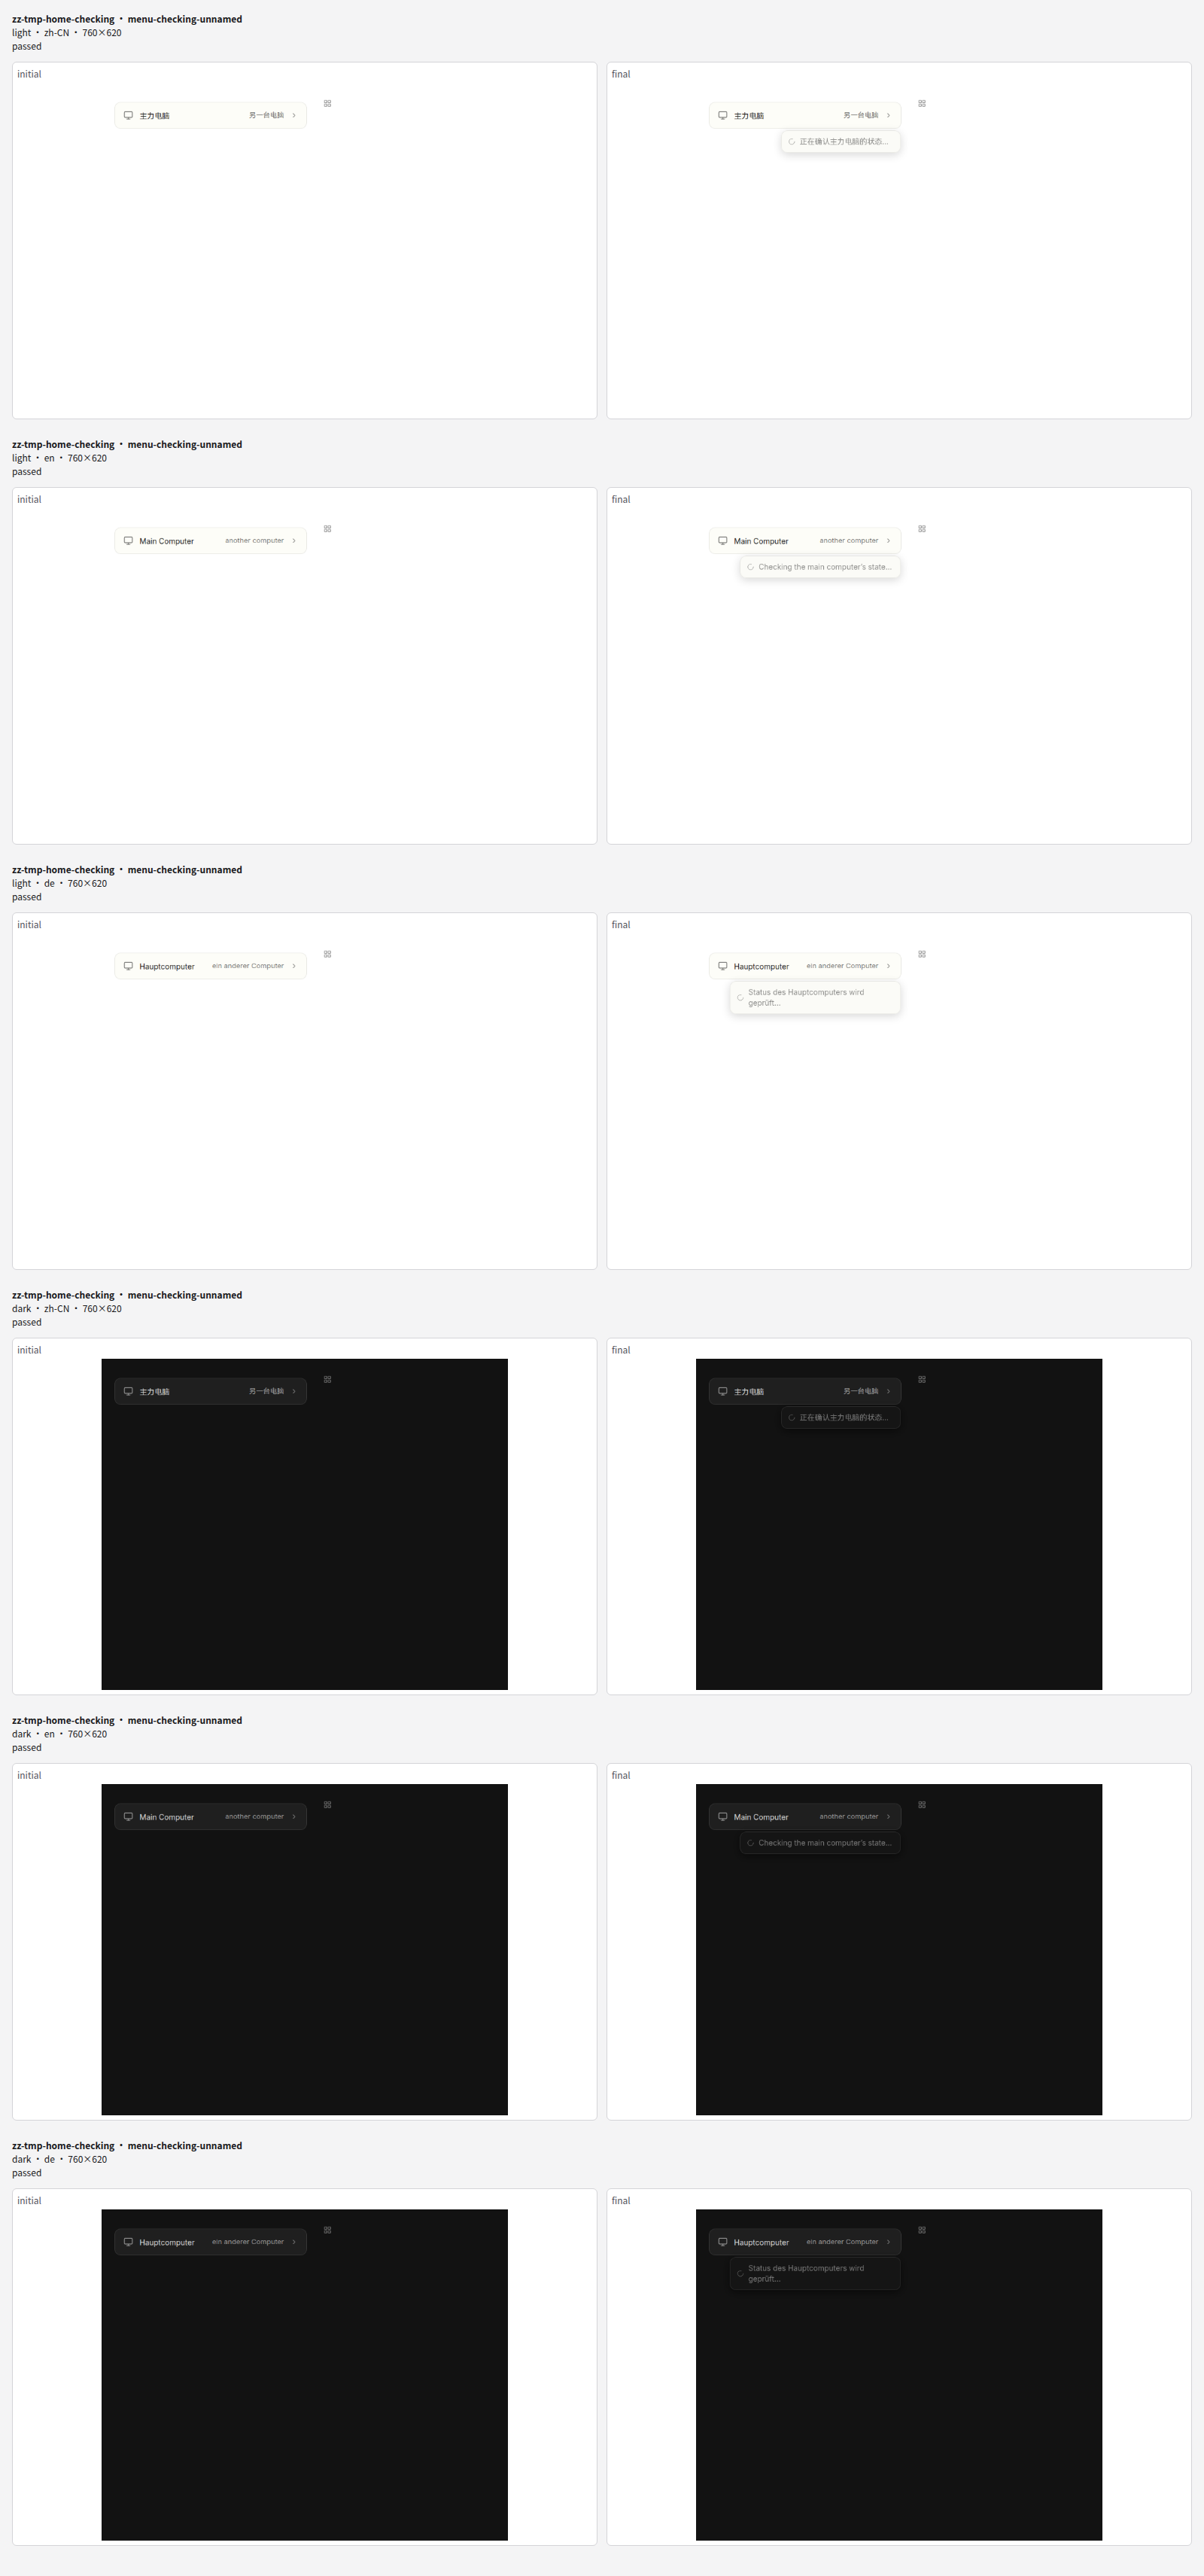 zz-tmp-home-checking • menu-checking-unnamed
light • zh-CN • 760×620
passed
initial
主力电脑 另一台电脑
final
主力电脑 另一台电脑
正在确认主力电脑的状态...
zz-tmp-home-checking • menu-checking-unnamed
light • en • 760×620
passed
initial
Main Computer another computer
final
Main Computer another computer
Checking the main computer's state...
zz-tmp-home-checking • menu-checking-unnamed
light • de • 760×620
passed
initial
Hauptcomputer ein anderer Computer
final
Hauptcomputer ein anderer Computer
Status des Hauptcomputers wird
geprüft...
zz-tmp-home-checking • menu-checking-unnamed
dark • zh-CN • 760×620
passed
initial
主力电脑 另一台电脑
final
主力电脑 另一台电脑
正在确认主力电脑的状态...
zz-tmp-home-checking • menu-checking-unnamed
dark • en • 760×620
passed
initial
Main Computer another computer
final
Main Computer another computer
Checking the main computer's state...
zz-tmp-home-checking • menu-checking-unnamed
dark • de • 760×620
passed
initial
Hauptcomputer ein anderer Computer
final
Hauptcomputer ein anderer Computer
Status des Hauptcomputers wird
geprüft...